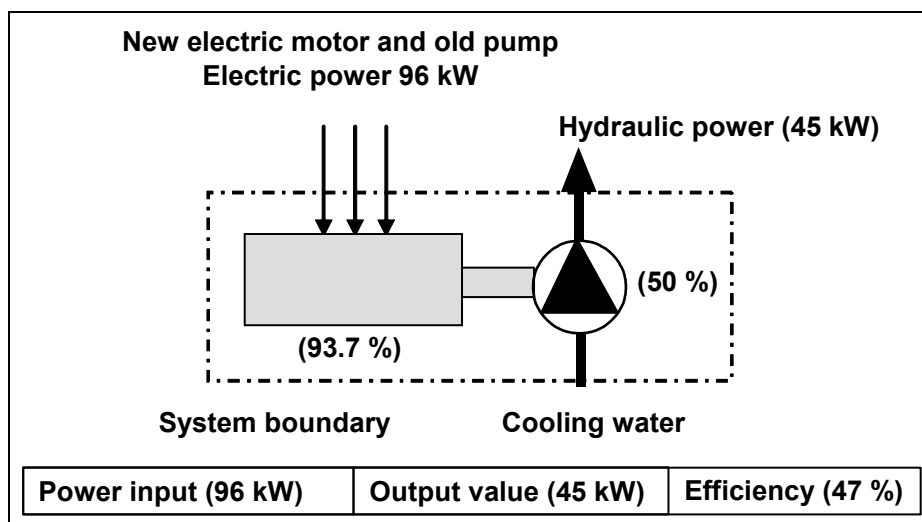 New electric motor and old pump
Electric power 96 kW
Hydraulic power (45 kW)
(50 %)
(93.7 %)
System boundary
Cooling water
Power input (96 kW)
Output value (45 kW)
Efficiency (47 %)